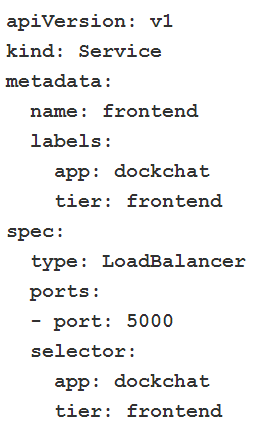 apiVersion: v1
kind: Service
metadata:
  name: frontend
  labels:
    app: dockchat
    tier: frontend
spec:
  type: LoadBalancer
  ports:
  - port: 5000
  selector:
    app: dockchat
    tier: frontend